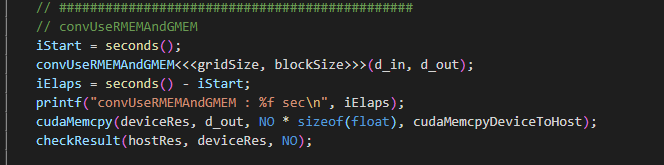 // ###########################################
// convUseRMEMAndGMEM
iStart = seconds();
convUseRMEMAndGMEM<<<gridSize, blockSize>>>(d_in, d_out);
iElaps = seconds() - iStart;
printf("convUseRMEMAndGMEM : %f sec\n", iElaps);
cudaMemcpy(deviceRes, d_out, NO * sizeof(float), cudaMemcpyDeviceToHost);
checkResult(hostRes, deviceRes, NO);